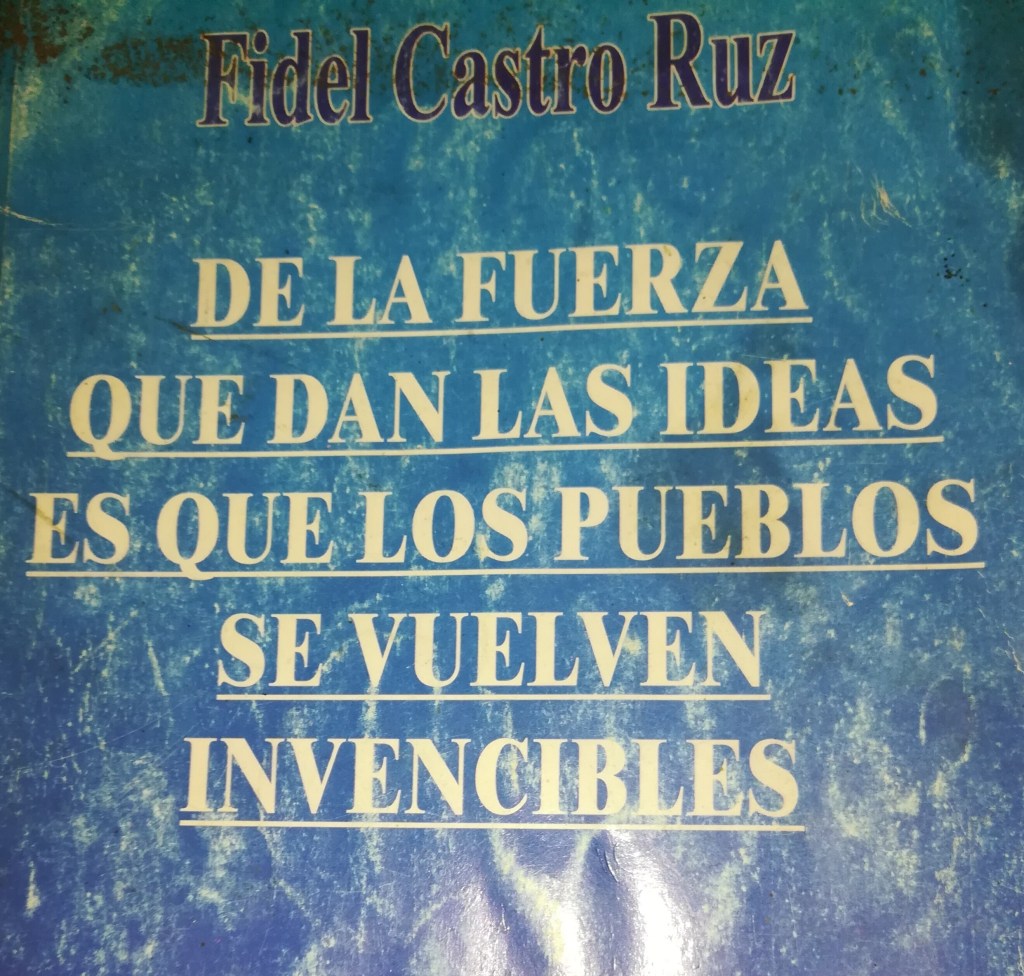 Fidel Castro Ruz
DE LA FUERZA
QUE DAN LAS IDEAS
ES QUE LOS PUEBLOS
SE VUELVEN
INVENCIBLES